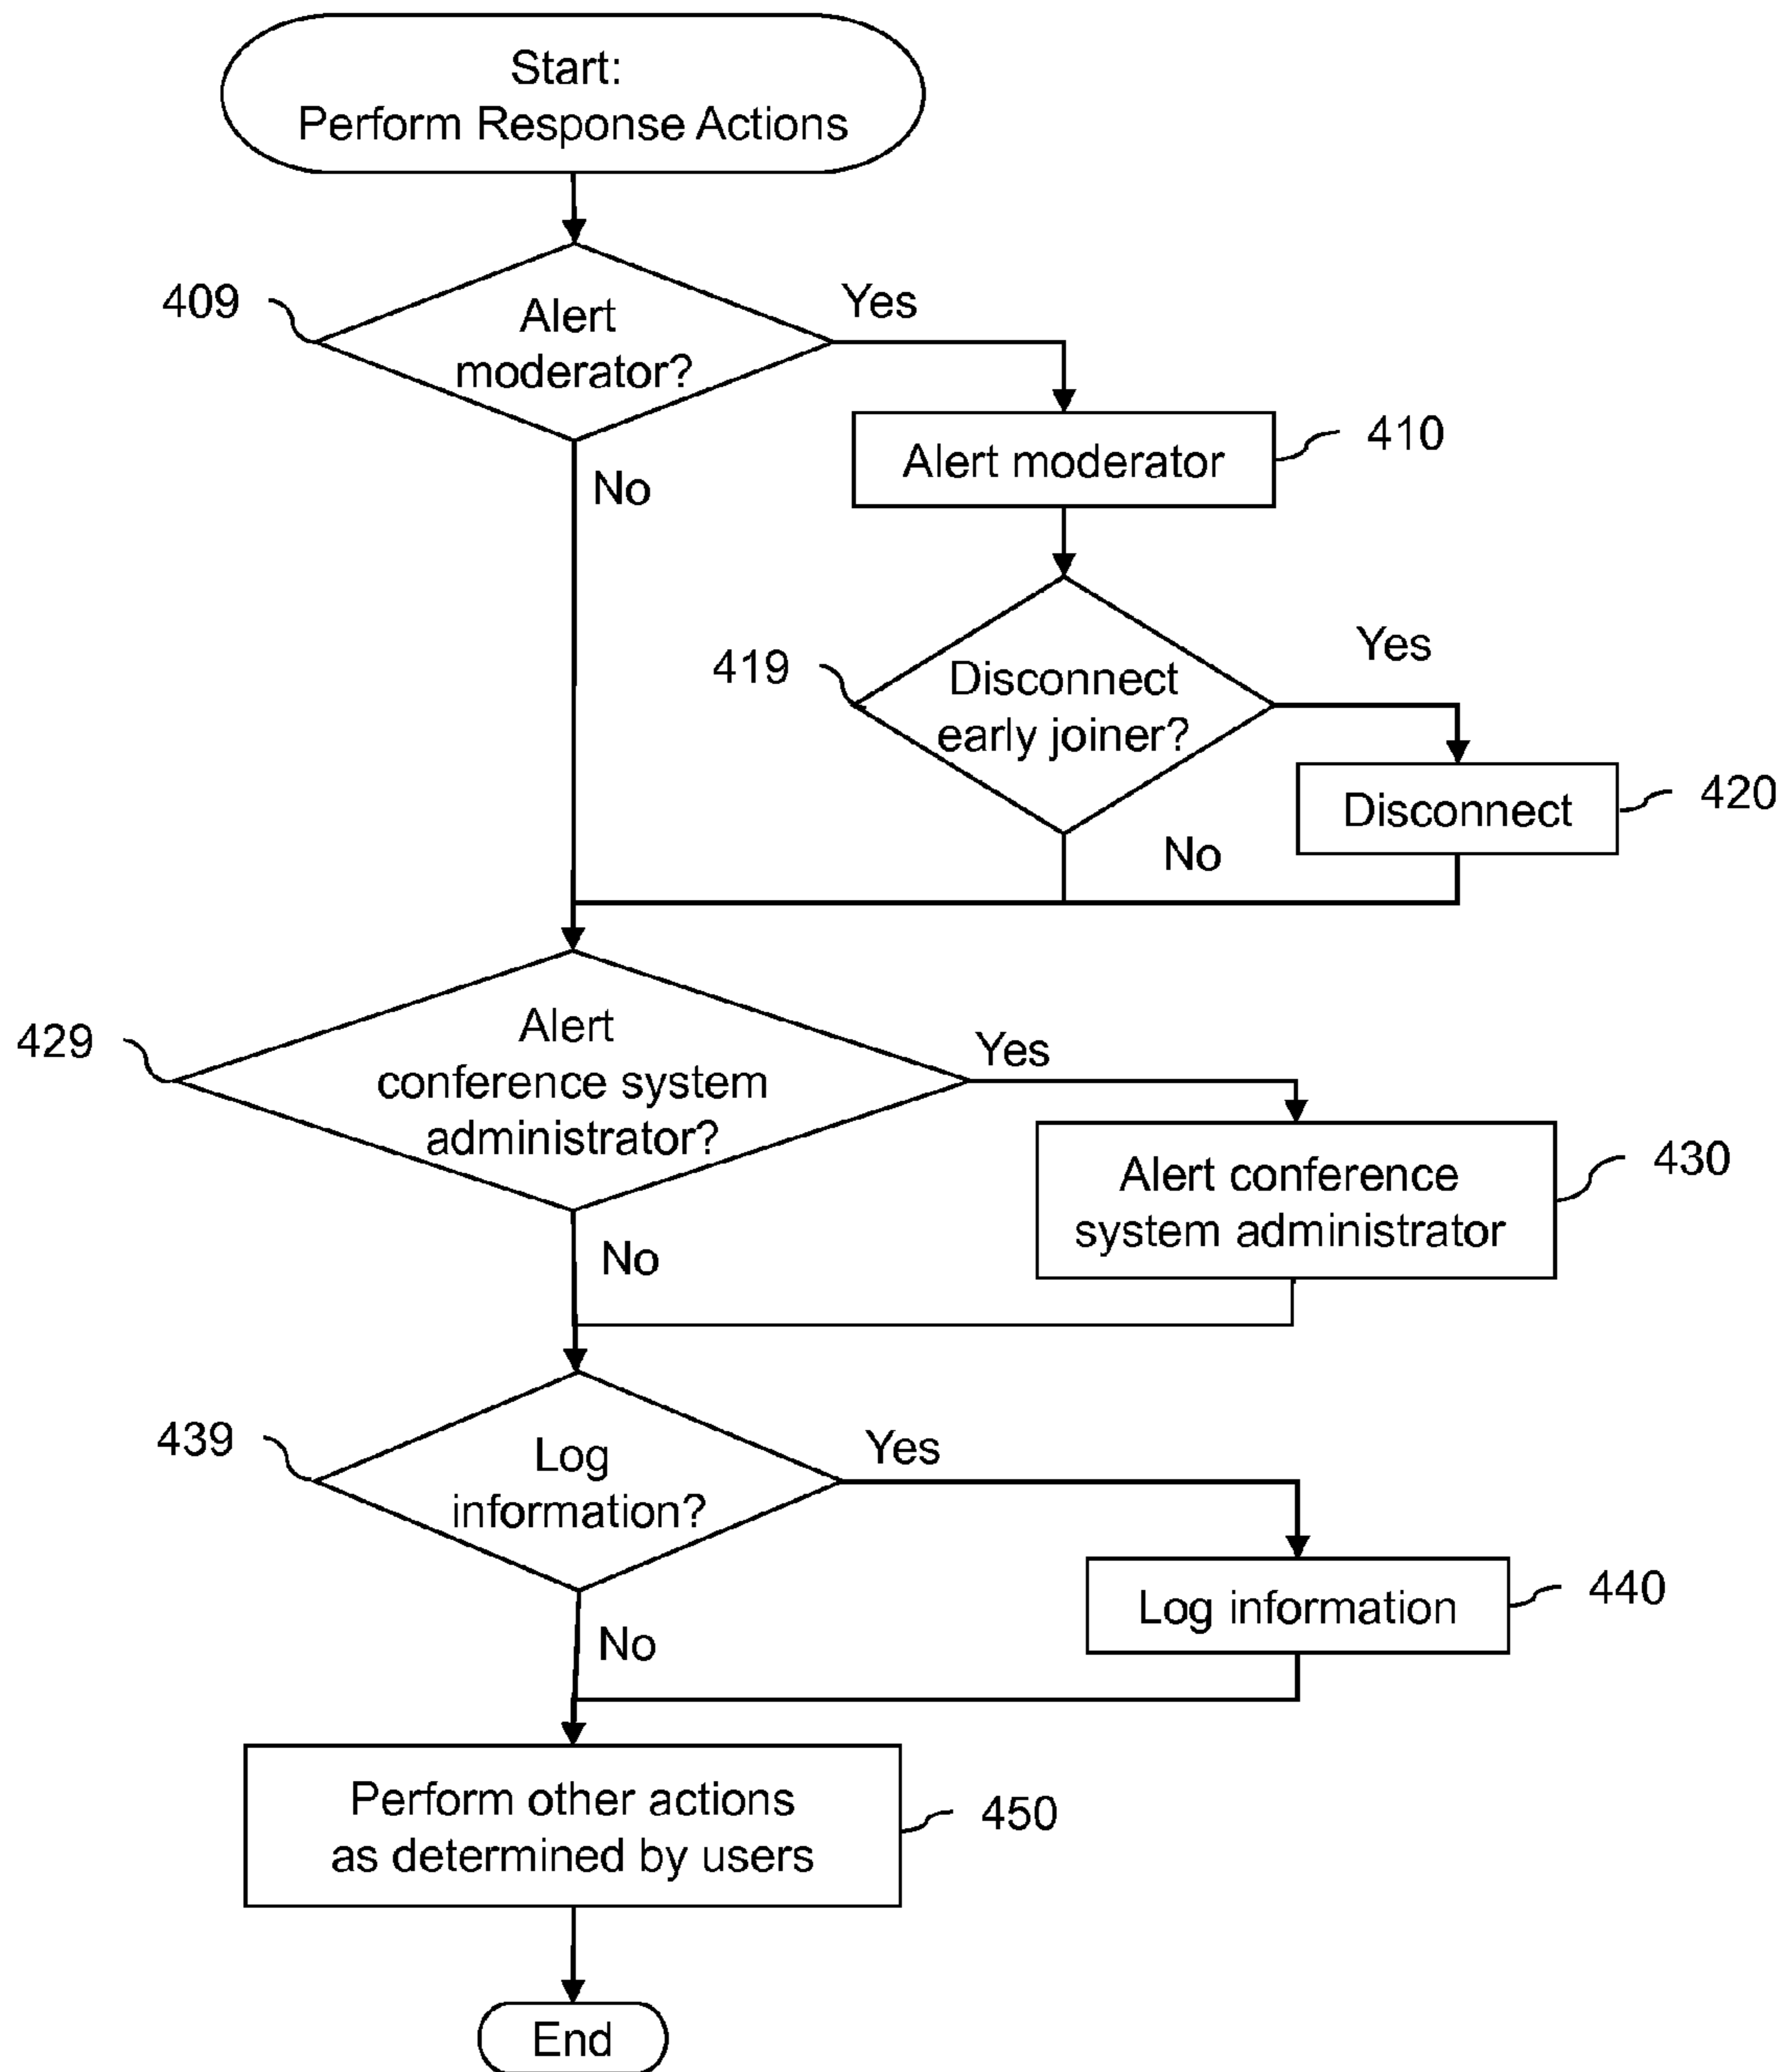 Start:
Perform Response Actions
409
Alert
moderator?
Yes
No
Alert moderator
410
419
Disconnect
early joiner?
Yes
Disconnect
420
No
429
Alert
conference system
administrator?
Yes
No
Alert conference
system administrator
430
439
Log
information?
Yes
No
Log information
440
Perform other actions
as determined by users
450
End